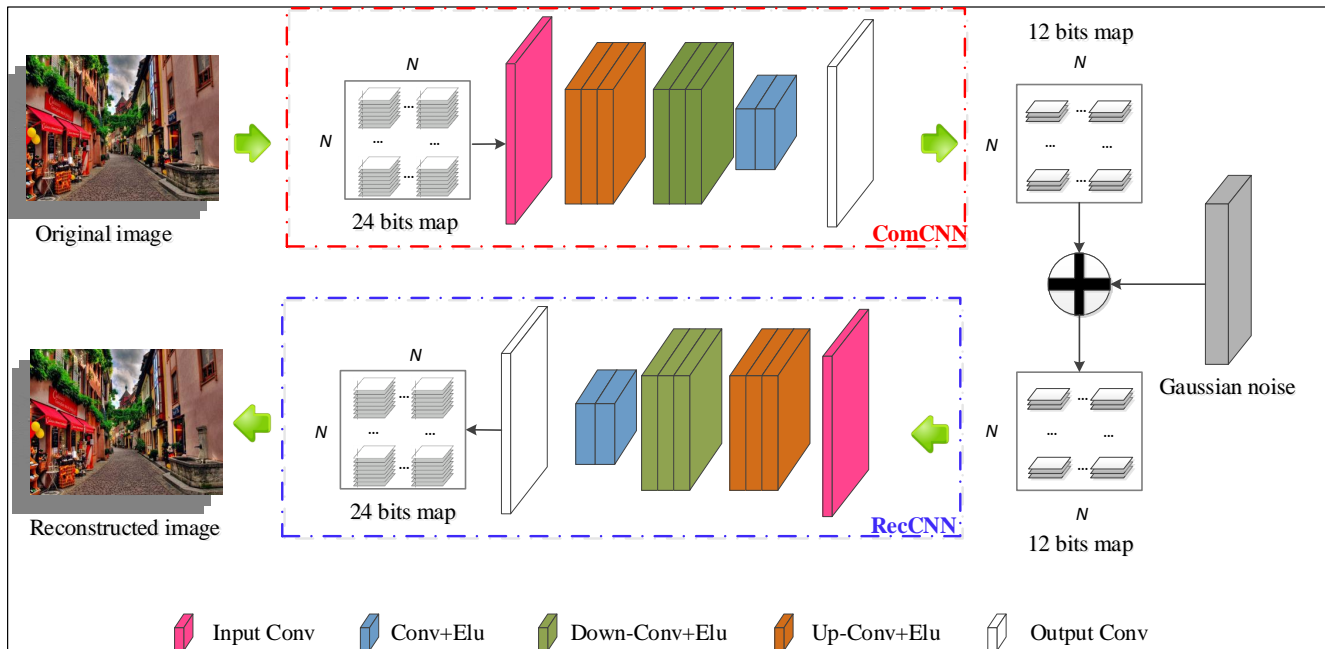 12 bits map
N
N
N
...
...
...
...
24 bits map
Original image
ComCNN
N
...
...
...
...
Gaussian noise
N
N
...
...
...
...
24 bits map
Reconstructed image
RecCNN
N
...
...
...
...
N
12 bits map
Input Conv
Conv+Elu
Down-Conv+Elu
Up-Conv+Elu
Output Conv